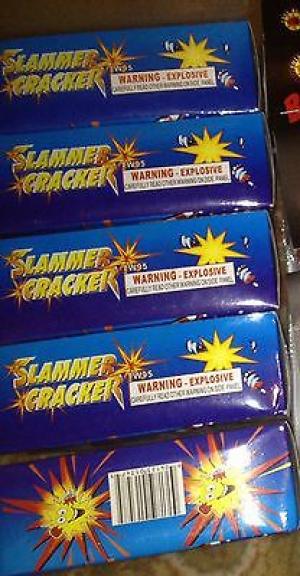 SLAMMER
CRACKER
TW95
WARNING - EXPLOSIVE
CAREFULLY READ OTHER WARNING ON SIDE PANEL
SLAMMER
CRACKER
TW95
WARNING - EXPLOSIVE
CAREFULLY READ OTHER WARNING ON SIDE PANEL
SLAMMER
CRACKER
TW95
WARNING - EXPLOSIVE
CAREFULLY READ OTHER WARNING ON SIDE PANEL
SLAMMER
CRACKER
TW95
WARNING - EXPLOSIVE
CAREFULLY READ OTHER WARNING ON SIDE PANEL